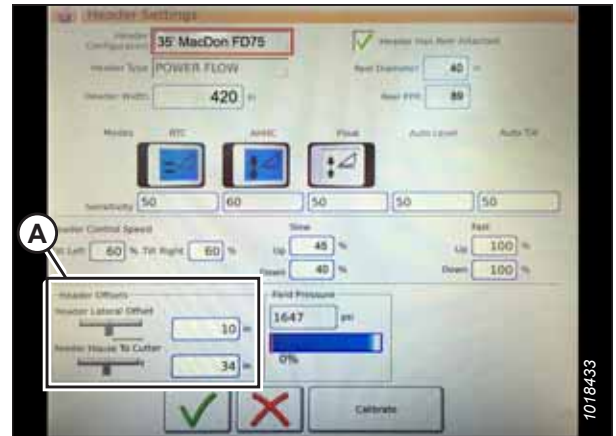 Header Settings
Header Configuration 35' MacDon FD75 Header Has Reel Attached
Header Type POWER FLOW Reel Diameter 40 in
Header Width 420 in Reel PPR 89
Modes RTC AHHC Float Auto Level Auto Tilt
Sensitivity 50 60 50 50 50
Header Control Speed Slow Fast
A
Tilt Left 60 % Tilt Right 60 % Up 45 % Up 100 %
Down 40 % Down 100 %
Header Offsets Field Pressure
Header Lateral Offset
10 in 1647 psi
Feeder House To Cutter
34 in 0%
Calibrate
1018433